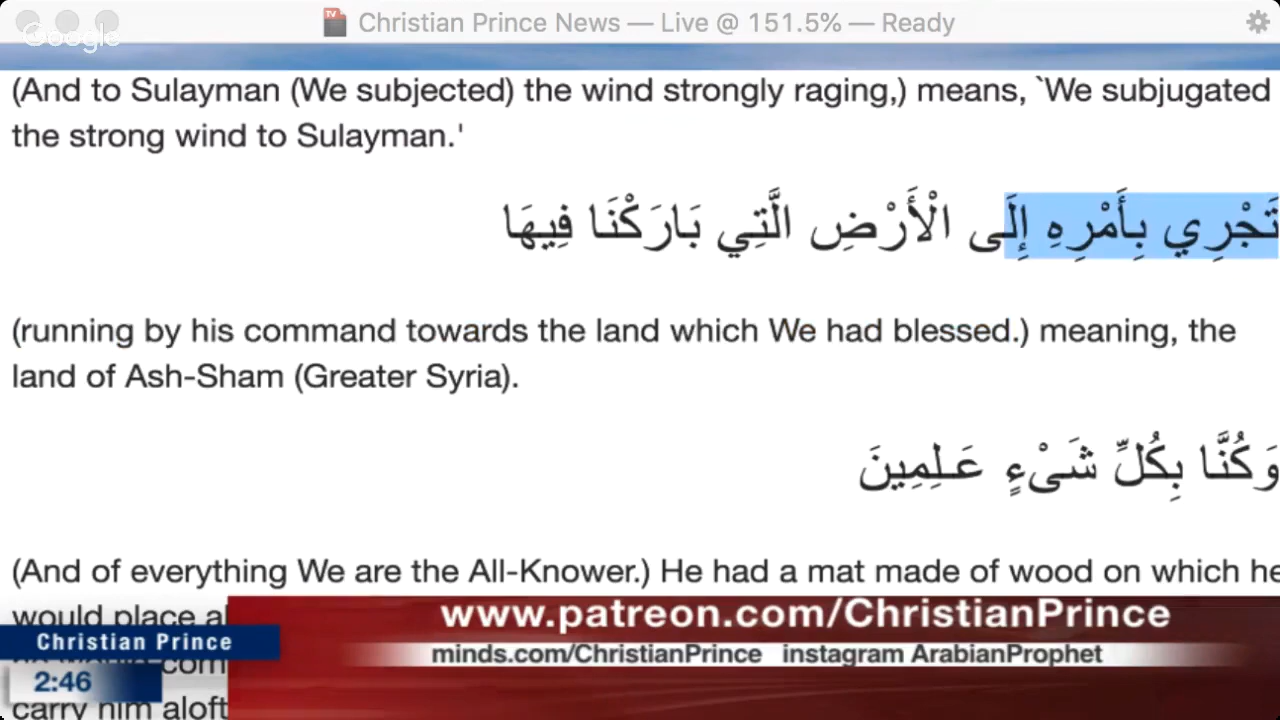 Christian Prince News — Live @ 151.5% — Ready
Google
(And to Sulayman (We subjected) the wind strongly raging,) means, `We subjugated
the strong wind to Sulayman.'
تَجْرِي بِأَمْرِهِ إِلَى الْأَرْضِ الَّتِي بَارَكْنَا فِيهَا
(running by his command towards the land which We had blessed.) meaning, the
land of Ash-Sham (Greater Syria).
وَكُنَّا بِكُلِّ شَىْءٍ عَـلِمِينَ
(And of everything We are the All-Knower.) He had a mat made of wood on which he
would place
www.patreon.com/ChristianPrince
Christian Prince
minds.com/ChristianPrince instagram ArabianProphet
2:46
carry him aloft